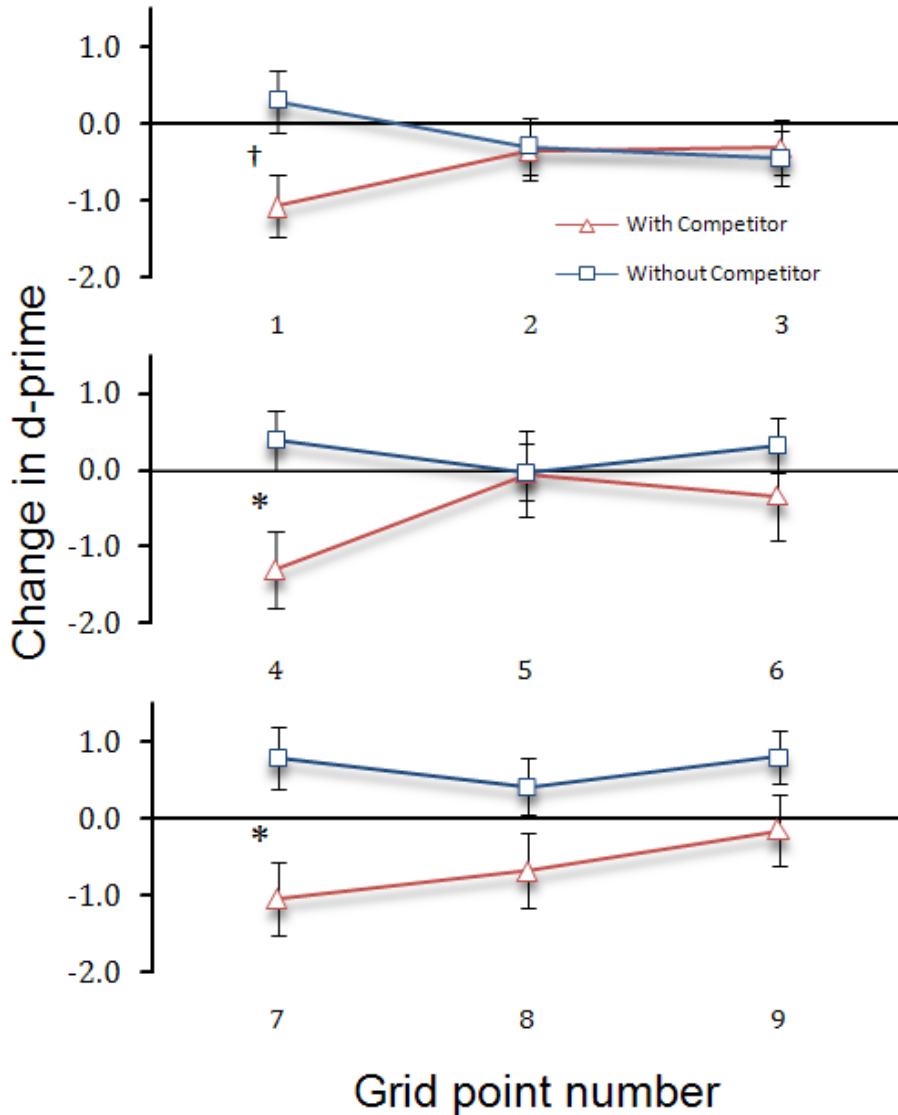 1.0
0.0
†
-1.0
With Competitor
Without Competitor
-2.0
1 2 3
Change in d-prime
1.0
0.0
*
-1.0
-2.0
4 5 6
1.0
0.0
*
-1.0
-2.0
7 8 9
Grid point number